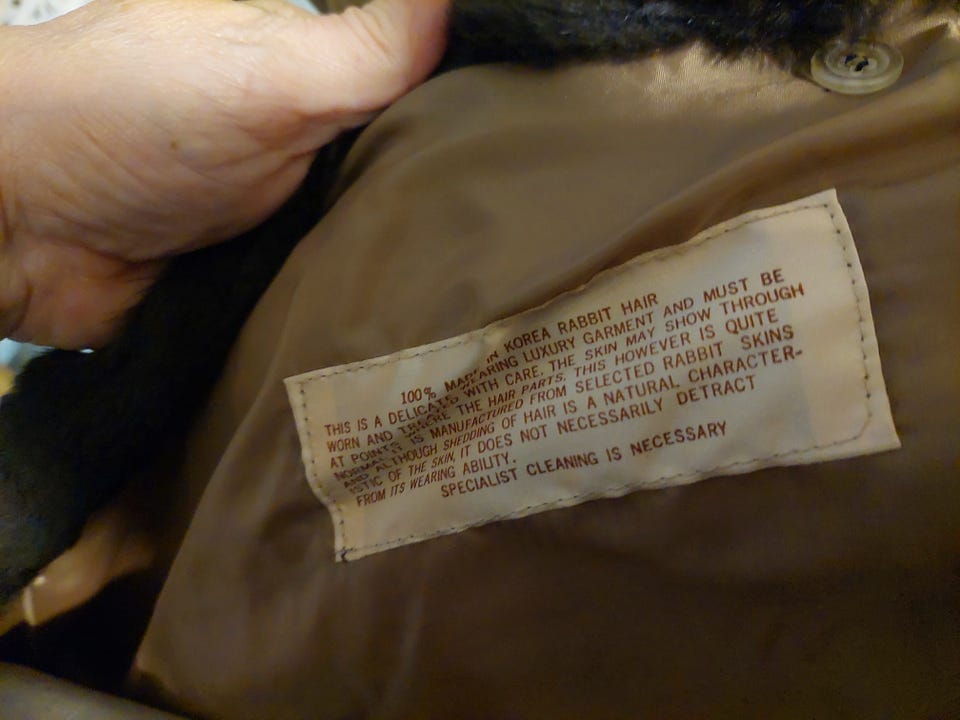 100% MADE IN KOREA RABBIT HAIR
THIS IS A DELICATE WEARING LUXURY GARMENT AND MUST BE
WORN AND TREATED WITH CARE. THE SKIN MAY SHOW THROUGH
AT POINTS WHERE THE HAIR PARTS. THIS HOWEVER IS QUITE
NORMAL IS MANUFACTURED FROM SELECTED RABBIT SKINS
AND ALTHOUGH SHEDDING OF HAIR IS A NATURAL CHARACTER-
ISTIC OF THE SKIN, IT DOES NOT NECESSARILY DETRACT
FROM ITS WEARING ABILITY.
SPECIALIST CLEANING IS NECESSARY